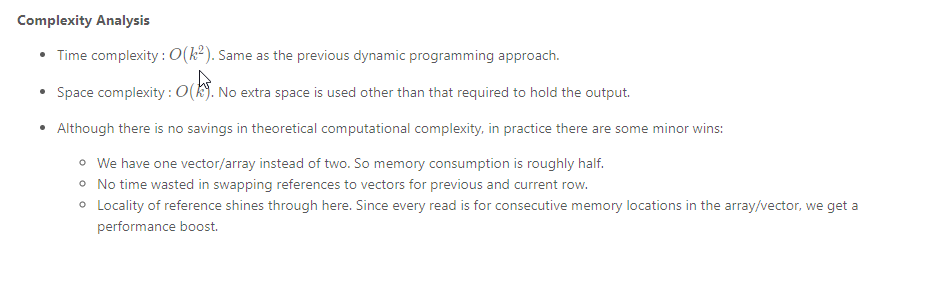 Complexity Analysis
• Time complexity : O(k²). Same as the previous dynamic programming approach.
• Space complexity : O(k). No extra space is used other than that required to hold the output.
• Although there is no savings in theoretical computational complexity, in practice there are some minor wins:
◦ We have one vector/array instead of two. So memory consumption is roughly half.
◦ No time wasted in swapping references to vectors for previous and current row.
◦ Locality of reference shines through here. Since every read is for consecutive memory locations in the array/vector, we get a
performance boost.